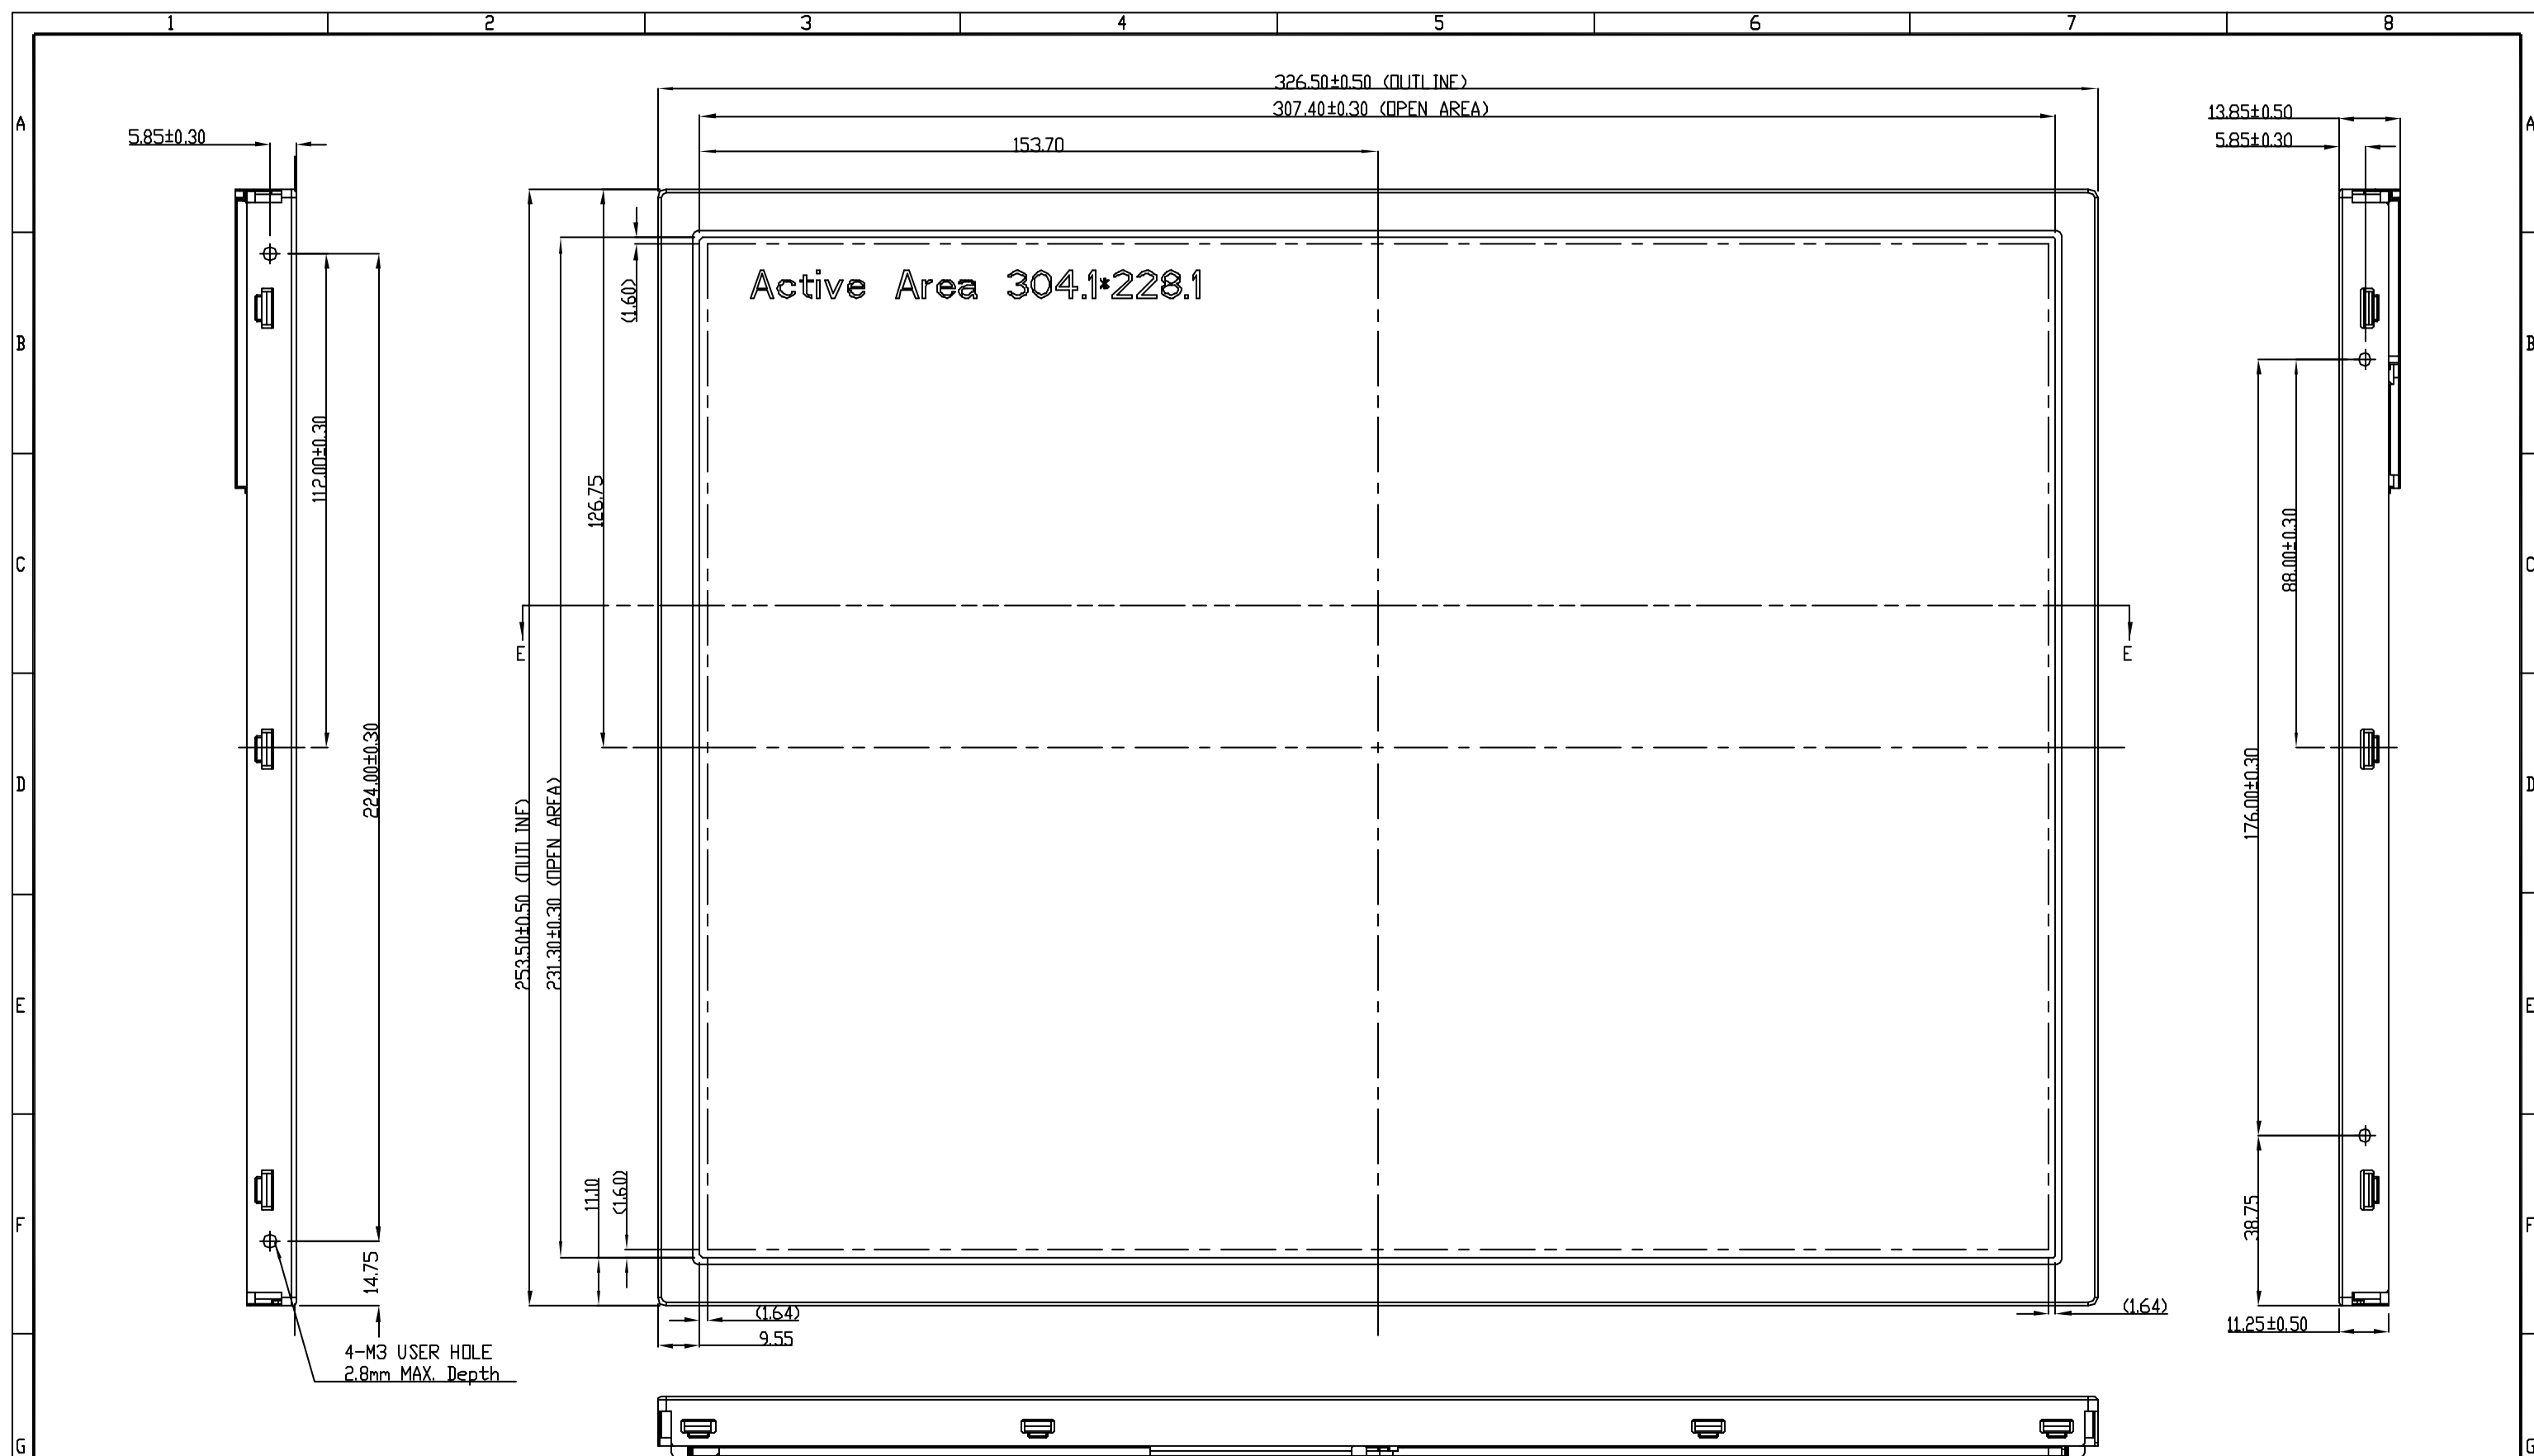 1 2 3 4 5 6 7 8
326.50±0.50 (OUTLINE)
307.40±0.30 (OPEN AREA)
153.70
5.85±0.30
13.85±0.50
5.85±0.30
A A
(1.60)
Active Area 304.1*228.1
B B
112.00±0.30
126.75
88.00±0.30
C C
E E
224.00±0.30
253.50±0.50 (OUTLINE)
231.30±0.30 (OPEN AREA)
176.00±0.30
D D
E E
11.10
(1.60)
38.75
F F
14.75
(1.64)
9.55
(1.64)
11.25±0.50
4-M3 USER HOLE
2.8mm MAX. Depth
G G